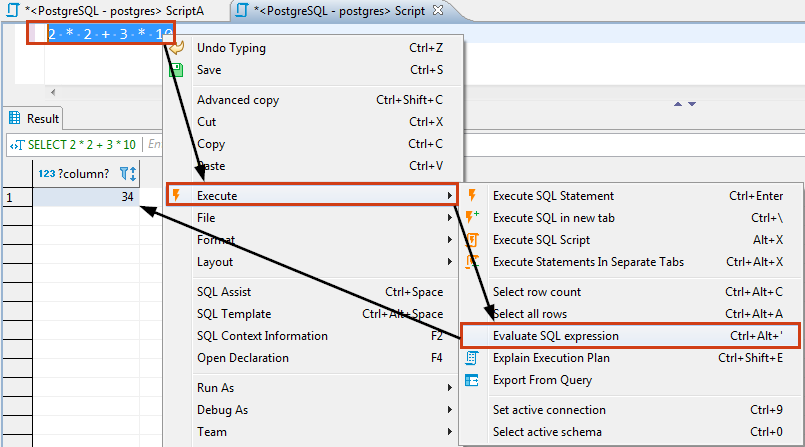 *<PostgreSQL - postgres> ScriptA
*<PostgreSQL - postgres> Script
2 * 2 + 3 * 10
Undo Typing Ctrl+Z
Save Ctrl+S
Advanced copy Ctrl+Shift+C
Cut Ctrl+X
Copy Ctrl+C
Paste Ctrl+V
Execute
File
Format
Layout
SQL Assist Ctrl+Space
SQL Template Ctrl+Alt+Space
SQL Context Information F2
Open Declaration F4
Run As
Debug As
Team
Result
SELECT 2 * 2 + 3 * 10
123 ?column?
1 34
Execute SQL Statement Ctrl+Enter
Execute SQL in new tab Ctrl+\
Execute SQL Script Alt+X
Execute Statements In Separate Tabs Ctrl+Alt+X
Select row count Ctrl+Alt+C
Select all rows Ctrl+Alt+A
Evaluate SQL expression Ctrl+Alt+'
Explain Execution Plan Ctrl+Shift+E
Export From Query
Set active connection Ctrl+9
Select active schema Ctrl+0